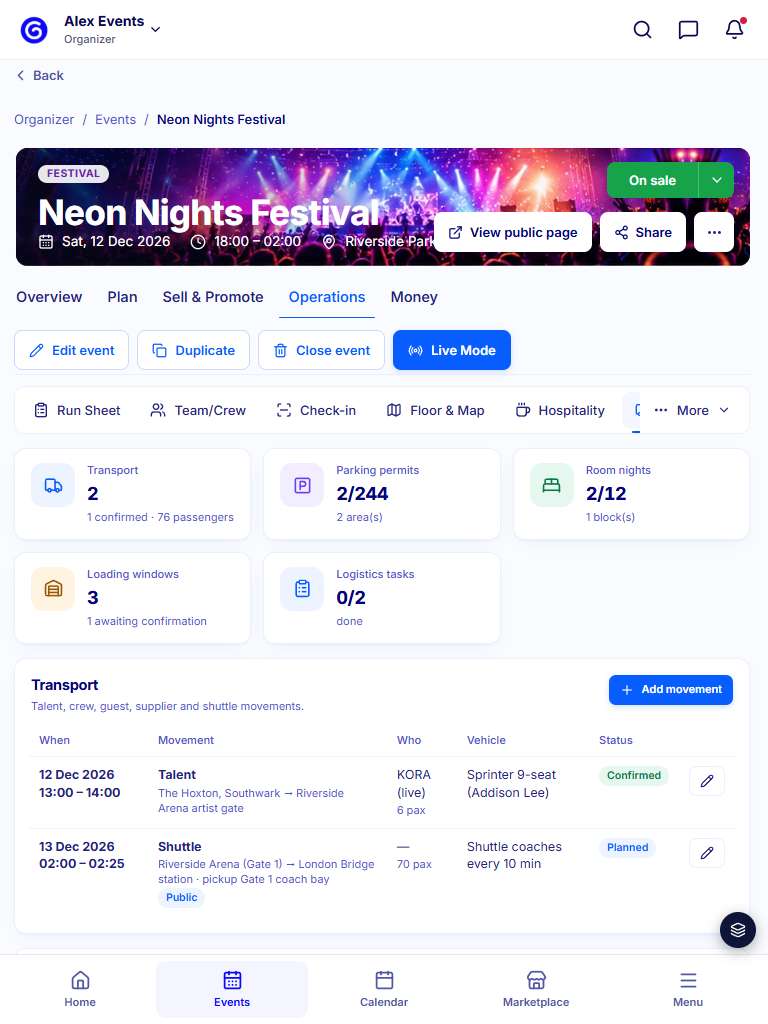 Alex Events
Organizer
Back
Organizer / Events / Neon Nights Festival
FESTIVAL
On sale
Neon Nights Festival
Sat, 12 Dec 2026 18:00 – 02:00 Riverside Park
View public page Share
Overview Plan Sell & Promote Operations Money
Edit event Duplicate Close event Live Mode
Run Sheet Team/Crew Check-in Floor & Map Hospitality More
Transport
2
1 confirmed · 76 passengers
Parking permits
2/244
2 area(s)
Room nights
2/12
1 block(s)
Loading windows
3
1 awaiting confirmation
Logistics tasks
0/2
done
Transport
Talent, crew, guest, supplier and shuttle movements.
Add movement
When Movement Who Vehicle Status
12 Dec 2026
13:00 – 14:00
Talent
The Hoxton, Southwark → Riverside
Arena artist gate
KORA
(live)
6 pax
Sprinter 9-seat
(Addison Lee)
Confirmed
13 Dec 2026
02:00 – 02:25
Shuttle
Riverside Arena (Gate 1) → London Bridge
station · pickup Gate 1 coach bay
Public
—
70 pax
Shuttle coaches
every 10 min
Planned
Home Events Calendar Marketplace Menu